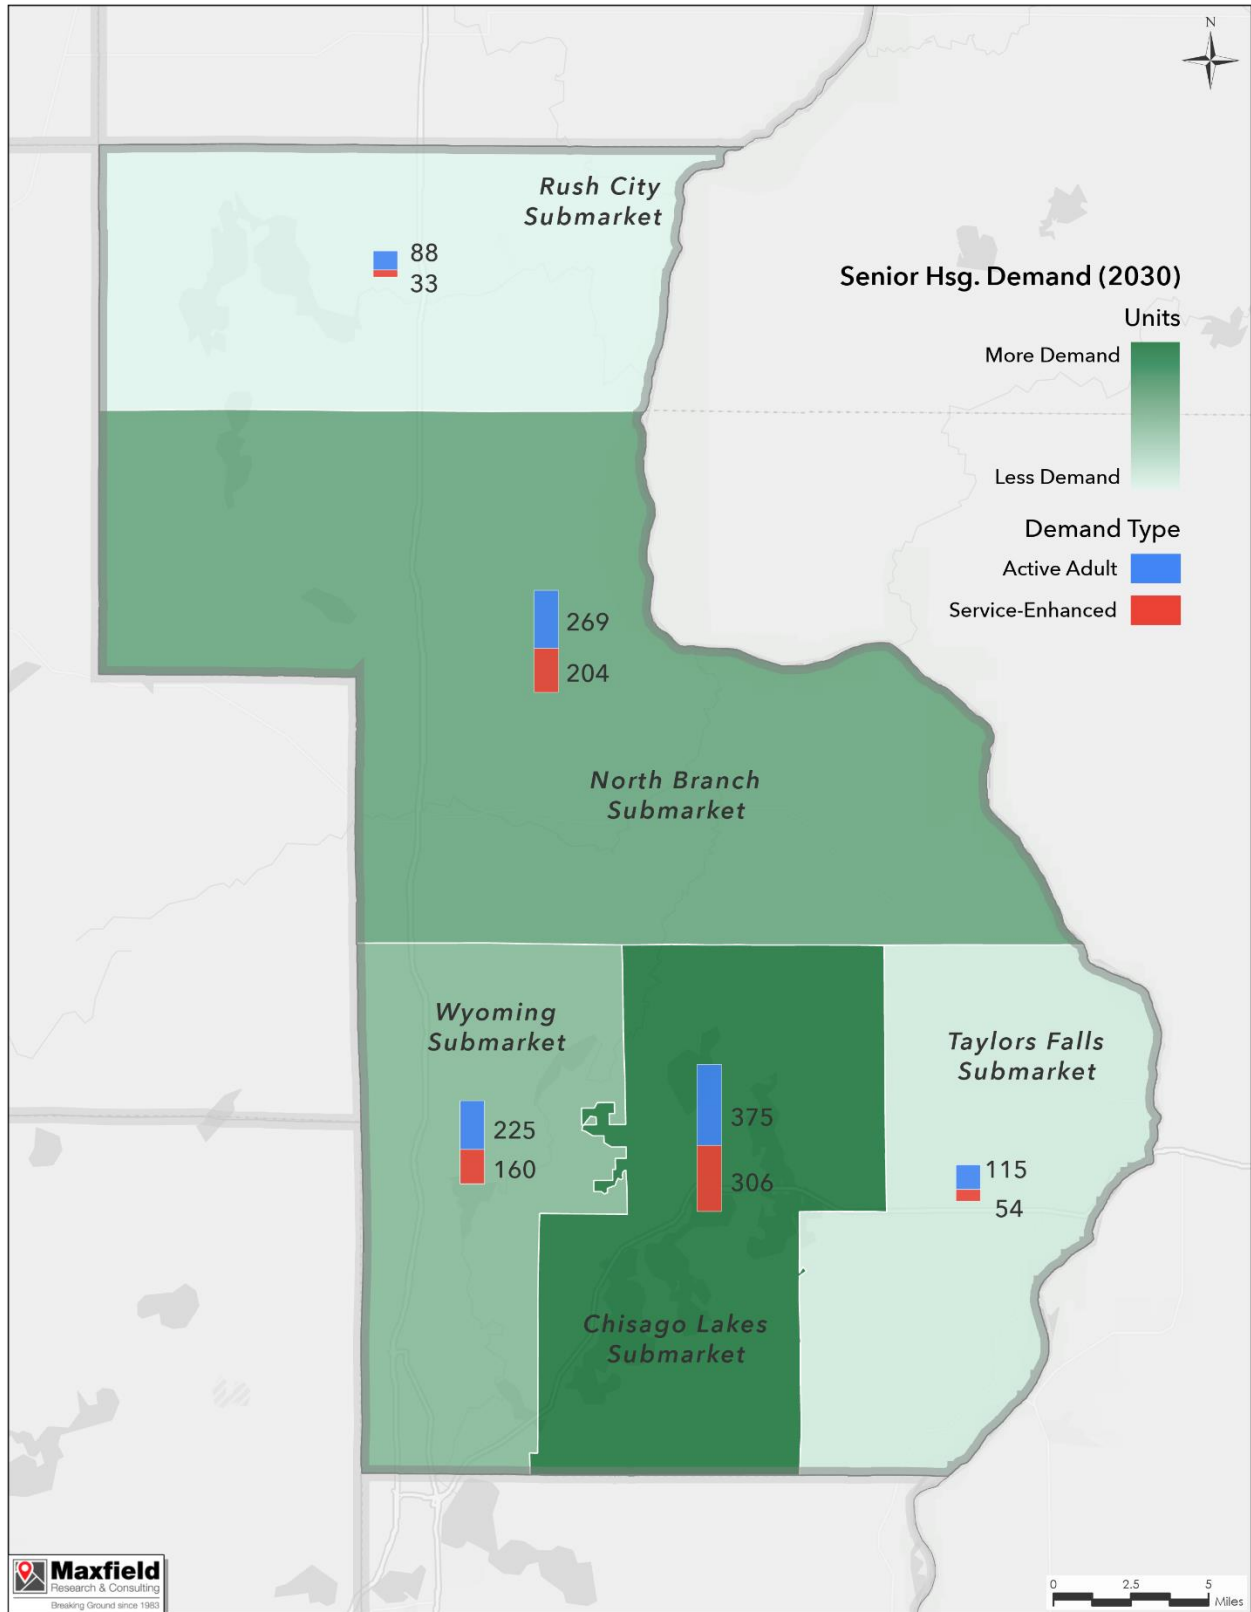 N
Rush City
Submarket
88
33
Senior Hsg. Demand (2030)
Units
More Demand
Less Demand
Demand Type
Active Adult
Service-Enhanced
269
204
North Branch
Submarket
Wyoming
Submarket
225
160
375
306
Taylors Falls
Submarket
115
54
Chisago Lakes
Submarket
Maxfield
Research & Consulting
Breaking Ground since 1983
0 2.5 5
Miles